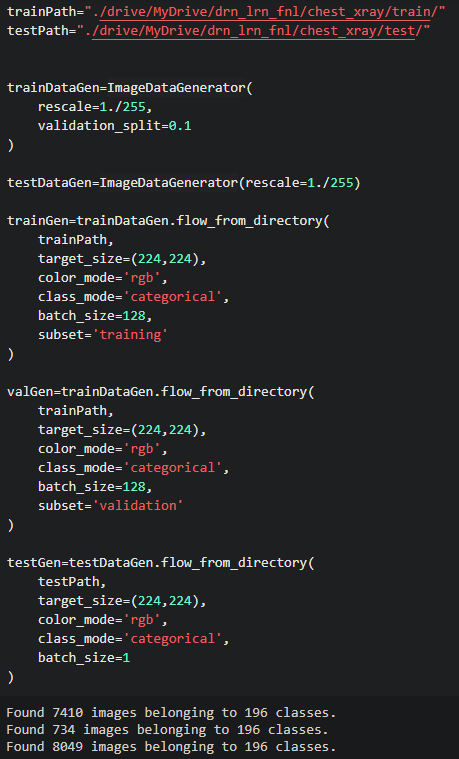 trainPath="./drive/MyDrive/drn_lrn_fnl/chest_xray/train/"
testPath="./drive/MyDrive/drn_lrn_fnl/chest_xray/test/"
trainDataGen=ImageDataGenerator(
    rescale=1./255,
    validation_split=0.1
)
testDataGen=ImageDataGenerator(rescale=1./255)
trainGen=trainDataGen.flow_from_directory(
    trainPath,
    target_size=(224,224),
    color_mode='rgb',
    class_mode='categorical',
    batch_size=128,
    subset='training'
)
valGen=trainDataGen.flow_from_directory(
    trainPath,
    target_size=(224,224),
    color_mode='rgb',
    class_mode='categorical',
    batch_size=128,
    subset='validation'
)
testGen=testDataGen.flow_from_directory(
    testPath,
    target_size=(224,224),
    color_mode='rgb',
    class_mode='categorical',
    batch_size=1
)
Found 7410 images belonging to 196 classes.
Found 734 images belonging to 196 classes.
Found 8049 images belonging to 196 classes.